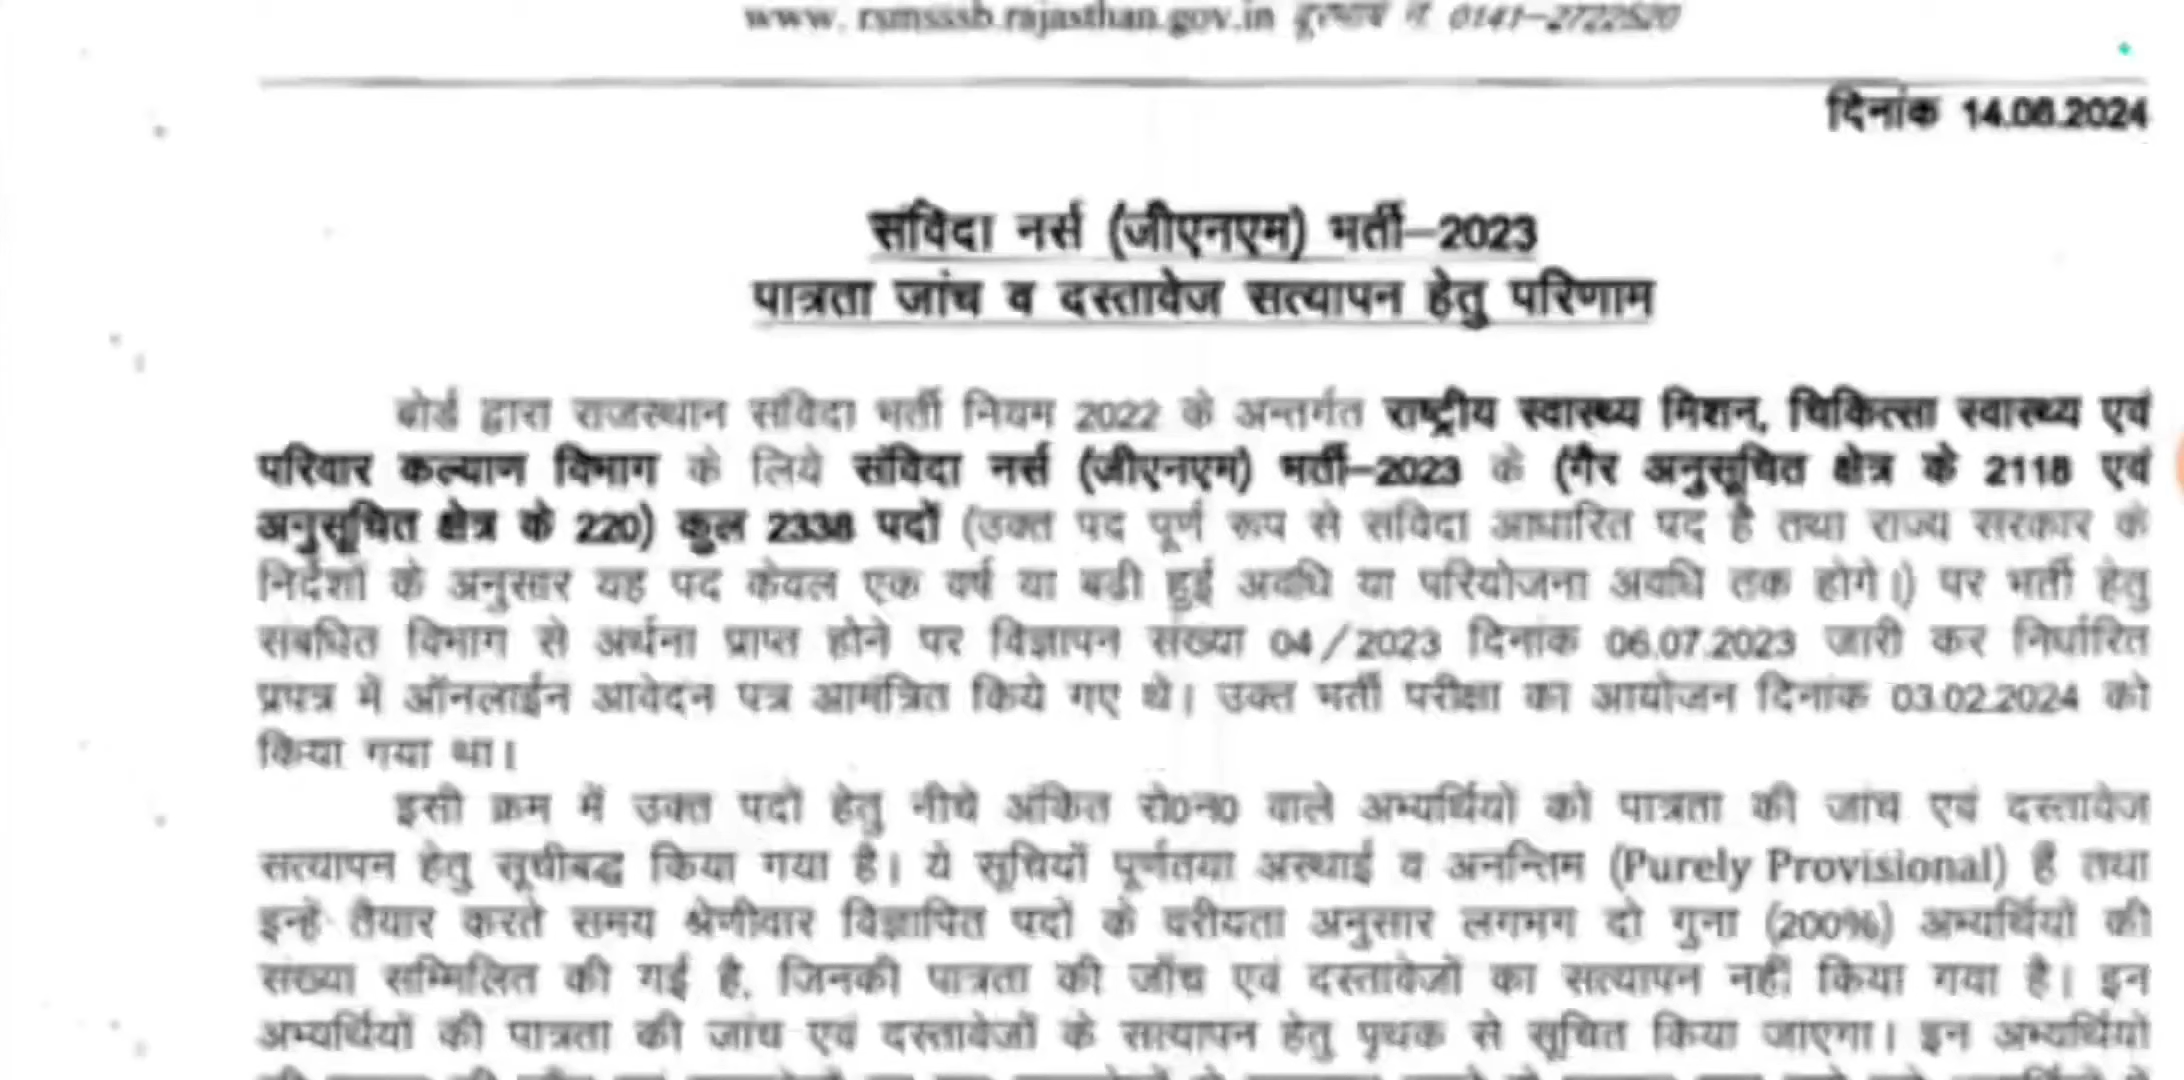 www. rsmsssb.rajasthan.gov.in दूरभाष नं. 0141–2722520
दिनांक 14.08.2024
संविदा नर्स (जीएनएम) भर्ती–2023
पात्रता जांच व दस्तावेज सत्यापन हेतु परिणाम
बोर्ड द्वारा राजस्थान संविदा भर्ती नियम 2022 के अन्तर्गत राष्ट्रीय स्वास्थ्य मिशन, चिकित्सा स्वास्थ्य एवं
परिवार कल्याण विभाग के लिये संविदा नर्स (जीएनएम) भर्ती–2023 के (गैर अनुसूचित क्षेत्र के 2118 एवं
अनुसूचित क्षेत्र के 220) कुल 2338 पदों (उक्त पद पूर्ण रूप से संविदा आधारित पद है तथा राज्य सरकार के
निर्देशों के अनुसार यह पद केवल एक वर्ष या बढी हुई अवधि या परियोजना अवधि तक होगे।) पर भर्ती हेतु
संबंधित विभाग से अर्थना प्राप्त होने पर विज्ञापन संख्या 04/2023 दिनांक 06.07.2023 जारी कर निर्धारित
प्रपत्र में ऑनलाईन आवेदन पत्र आमंत्रित किये गए थे। उक्त भर्ती परीक्षा का आयोजन दिनांक 03.02.2024 को
किया गया था।
इसी क्रम में उक्त पदों हेतु नीचे अंकित रो0न0 वाले अभ्यर्थियों को पात्रता की जांच एवं दस्तावेज
सत्यापन हेतु सूचीबद्ध किया गया है। ये सूचियां पूर्णतया अस्थाई व अनन्तिम (Purely Provisional) हैं तथा
इन्हें तैयार करते समय श्रेणीवार विज्ञापित पदों के वरीयता अनुसार लगभग दो गुना (200%) अभ्यर्थियों की
संख्या सम्मिलित की गई है, जिनकी पात्रता की जॉच एवं दस्तावेजों का सत्यापन नहीं किया गया है। इन
अभ्यर्थियों की पात्रता की जांच एवं दस्तावेजों के सत्यापन हेतु पृथक से सूचित किया जाएगा। इन अभ्यर्थियों